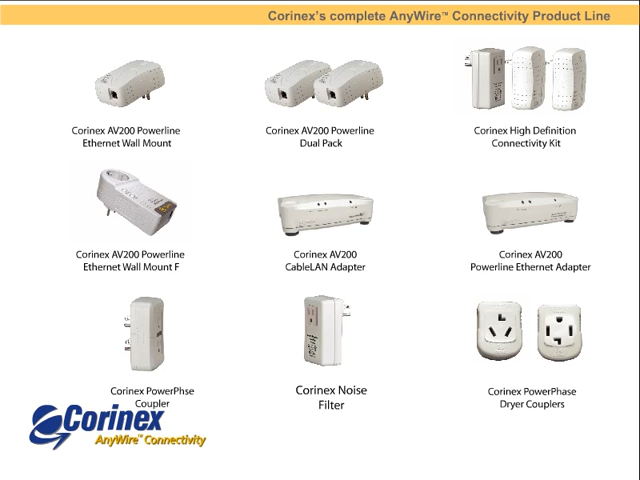 Corinex's complete AnyWire™ Connectivity Product Line
Corinex AV200 Powerline
Ethernet Wall Mount
Corinex AV200 Powerline
Dual Pack
Corinex High Definition
Connectivity Kit
Corinex AV200 Powerline
Ethernet Wall Mount F
Corinex AV200
CableLAN Adapter
Corinex AV200
Powerline Ethernet Adapter
Corinex PowerPhse
Coupler
Corinex Noise
Filter
Corinex PowerPhase
Dryer Couplers
Corinex
AnyWire™ Connectivity